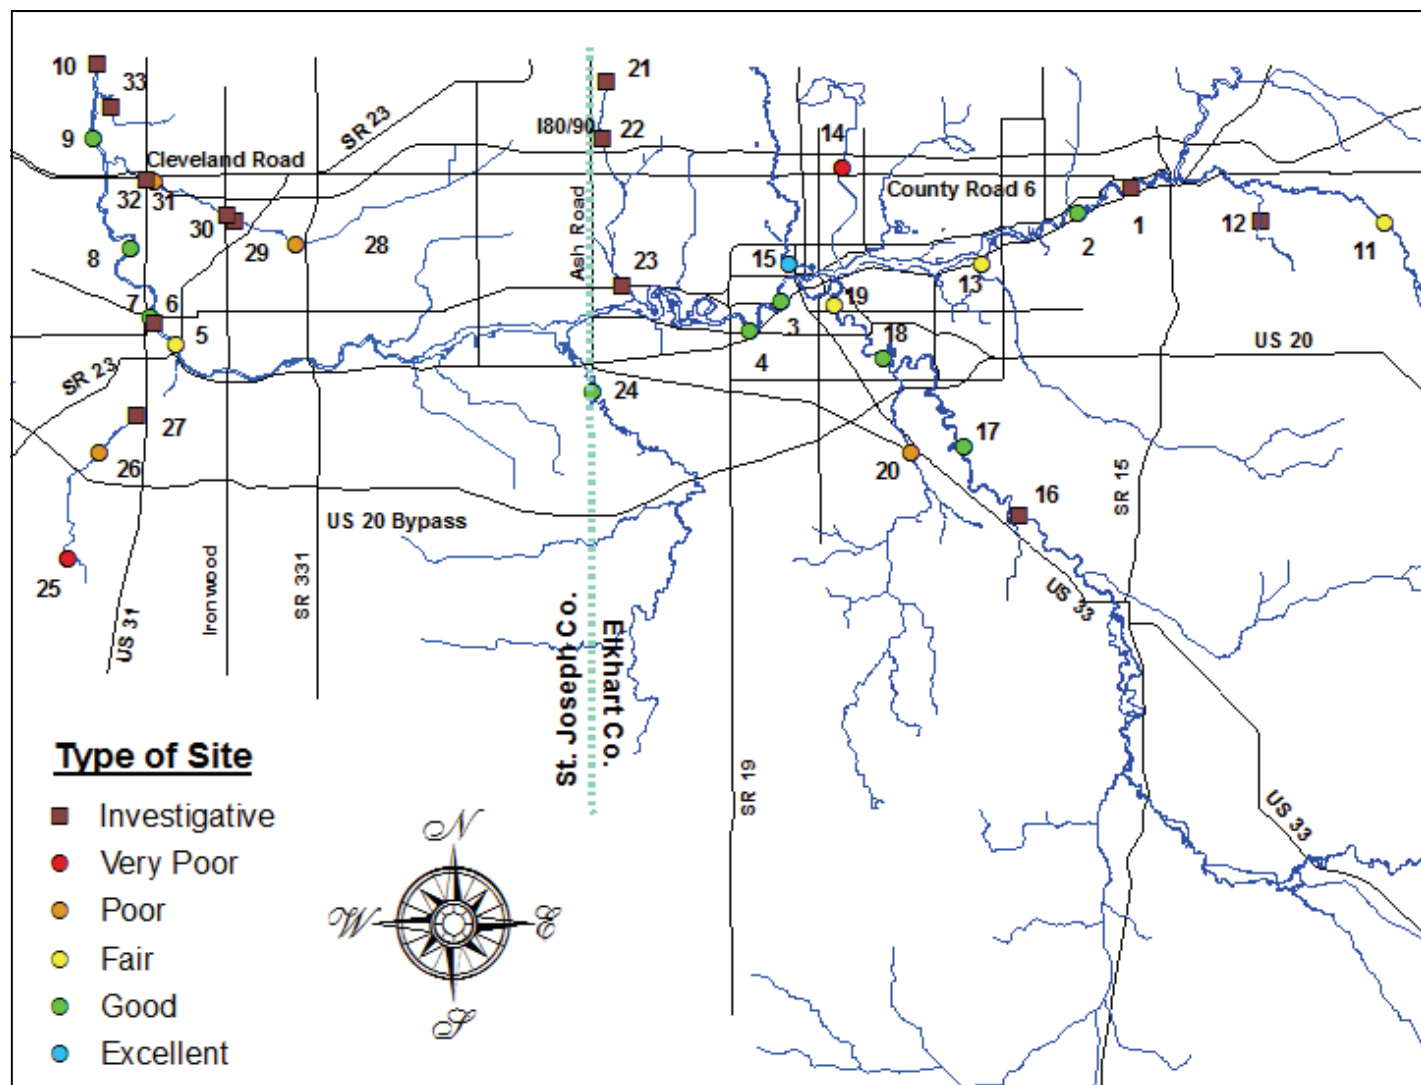 10
33
21
SR 23
I80/90
22
14
9
Cleveland Road
County Road 6
32
31
30
29
28
8
Ash Road
23
15
13
2
1
12
11
7
6
5
19
3
18
4
US 20
SR 23
24
27
26
17
20
16
SR 15
US 20 Bypass
25
US 31
Ironwood
SR 331
US 33
St. Joseph Co.
Elkhart Co.
SR 19
US 33
Type of Site
Investigative
Very Poor
Poor
Fair
Good
Excellent
N
W
E
S